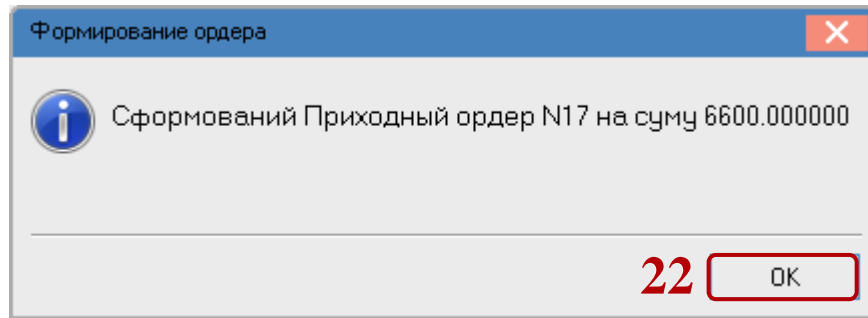 Формирование ордера
Сформований Приходный ордер N17 на суму 6600.000000
22
OK